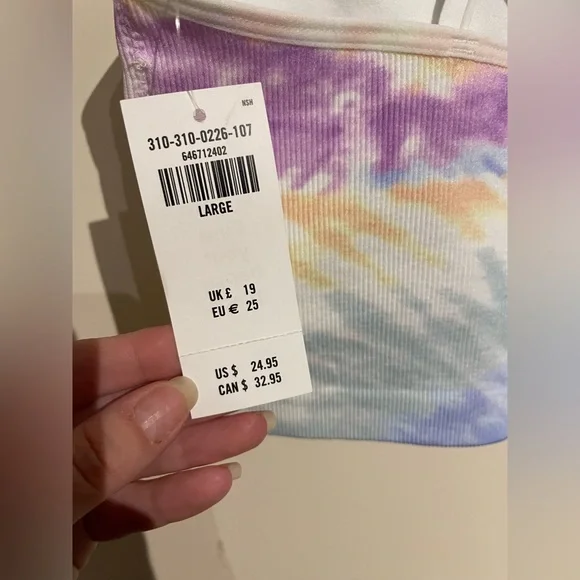 NSH
310-310-0226-107
646712402
LARGE
UK £ 19
EU € 25
US $ 24.95
CAN $ 32.95